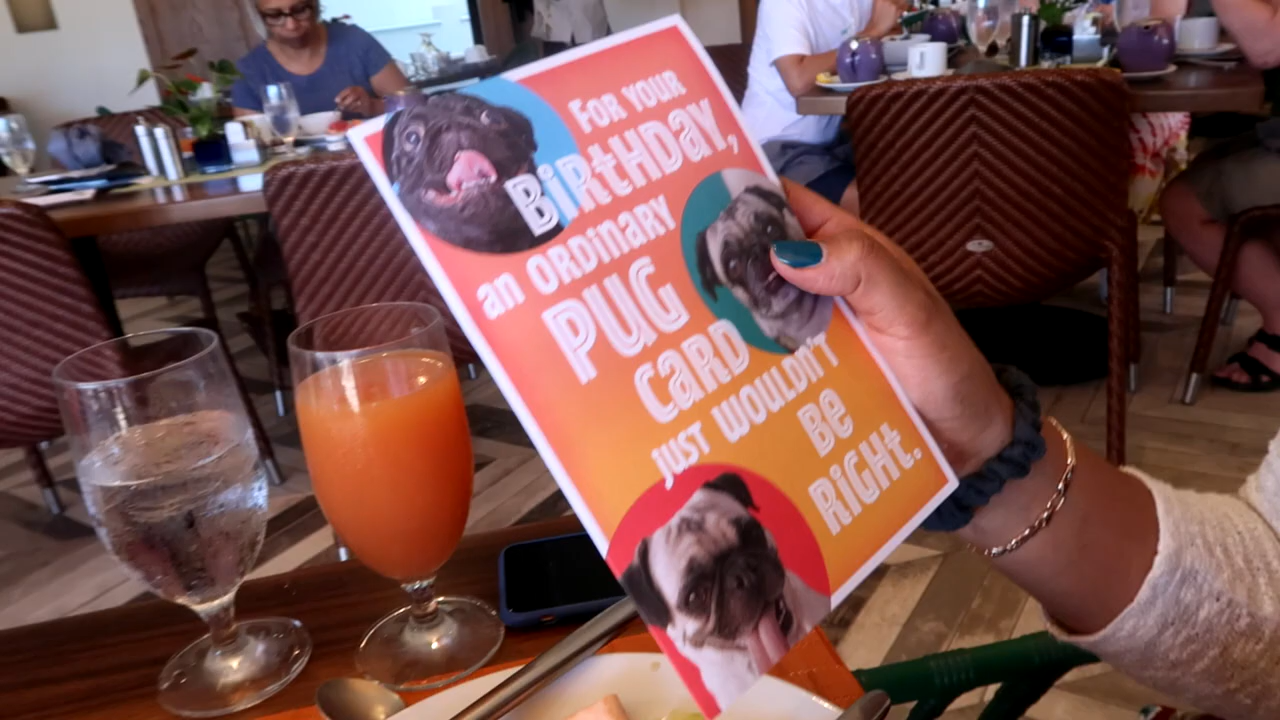 FOR YOUR
BiRtHDaY,
an ORDinaRY
PUG
CaRD
just WOULDn't
BE
RiGHt.